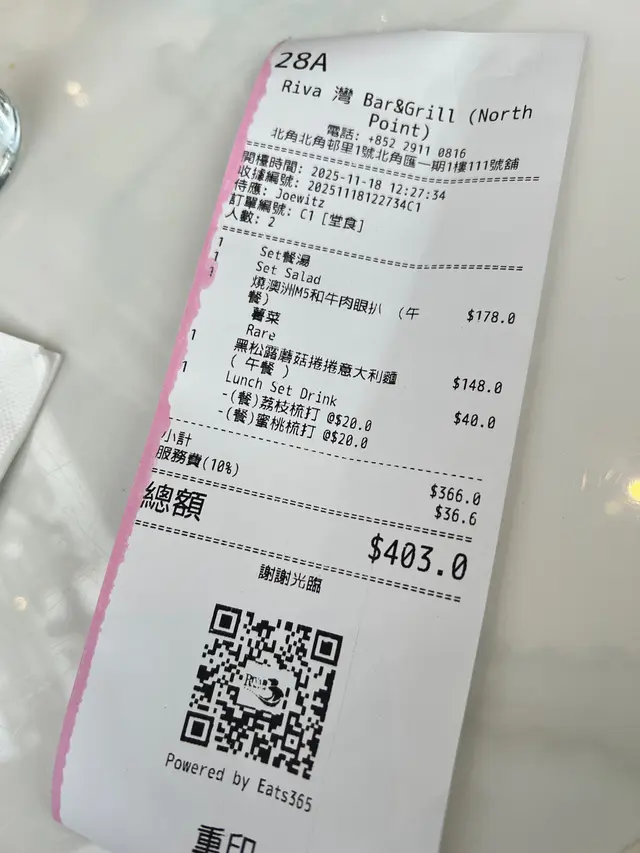 28A
Riva 灣 Bar&Grill (North
Point)
電話: +852 2911 0816
北角北角邨里1號北角匯一期1樓111號舖
開檯時間: 2025-11-18 12:27:34
收據編號: 20251118122734C1
侍應: Joewitz
訂單編號: C1 [堂食]
人數: 2
1 Set餐湯
1 Set Salad
1 燒澳洲M5和牛肉眼扒 (午 $178.0
餐)
薯菜
Rare
1 黑松露蘑菇捲捲意大利麵 $148.0
( 午餐 )
1 Lunch Set Drink $40.0
-(餐)荔枝梳打 @$20.0
-(餐)蜜桃梳打 @$20.0
小計 $366.0
服務費(10%) $36.6
總額 $403.0
謝謝光臨
Powered by Eats365
重印